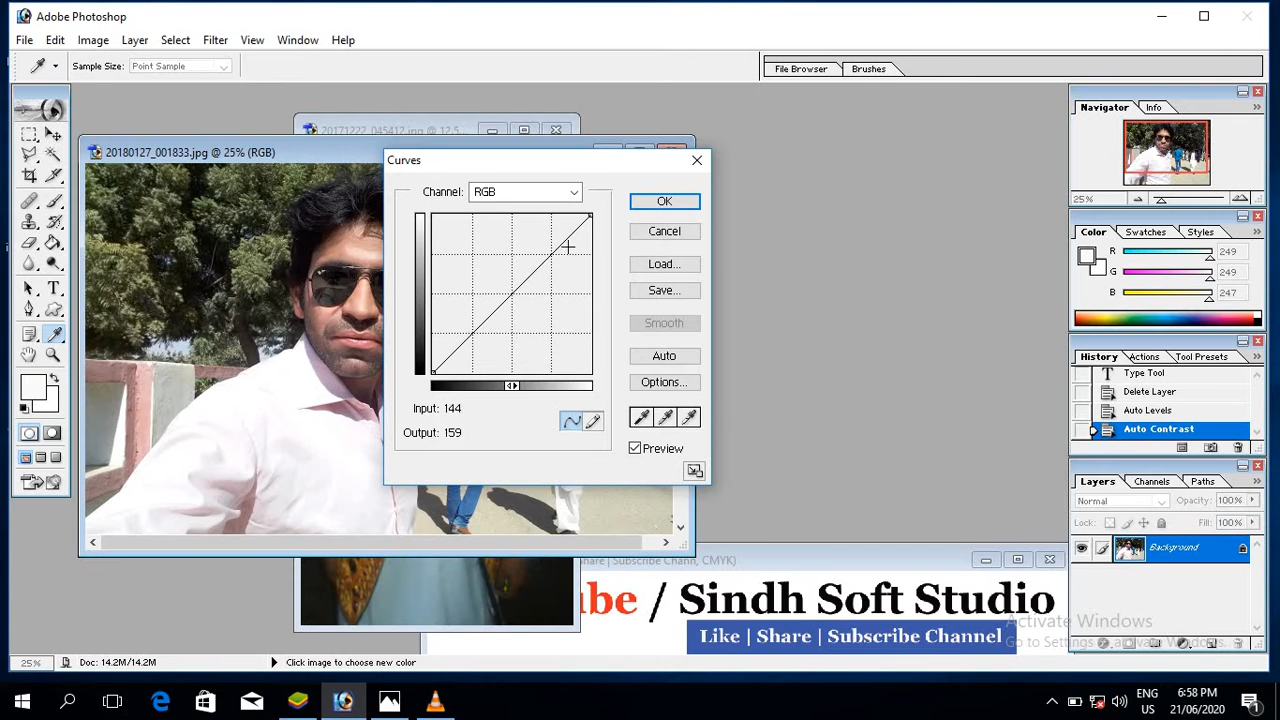 Adobe Photoshop
File Edit Image Layer Select Filter View Window Help
Sample Size: Point Sample
File Browser Brushes
20171222_045412.jpg @ 12.5
20180127_001833.jpg @ 25% (RGB)
Curves
Channel: RGB
OK
Cancel
Load...
Save...
Smooth
Auto
Options...
Input: 144
Output: 159
Preview
Navigator Info
25%
Color Swatches Styles
R 249
G 249
B 247
History Actions Tool Presets
Type Tool
Delete Layer
Auto Levels
Auto Contrast
Layers Channels Paths
Normal Opacity: 100%
Lock: Fill: 100%
Background
Share | Subscribe Chann, CMYK)
ube / Sindh Soft Studio
Like | Share | Subscribe Channel
Activate Windows
Go to Settings to activate Windows.
25% Doc: 14.2M/14.2M Click image to choose new color
ENG
US
6:58 PM
21/06/2020
1